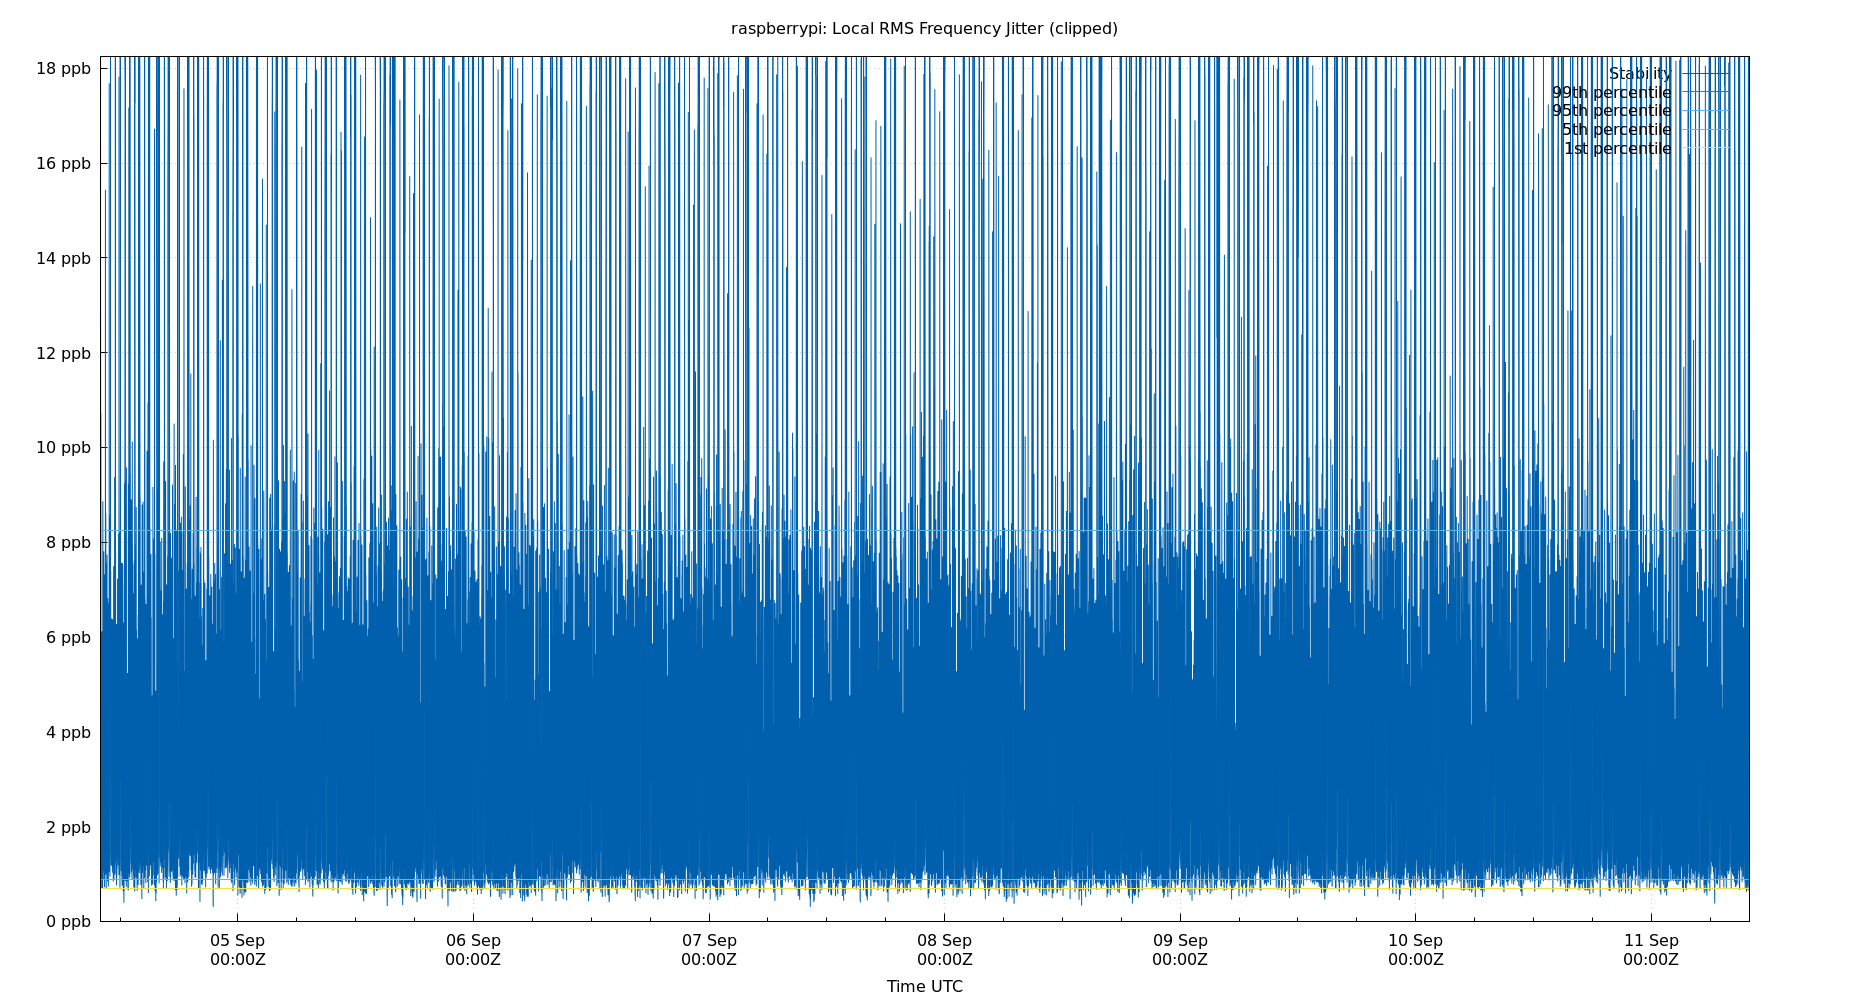 raspberrypi: Local RMS Frequency Jitter (clipped)
18 ppb
16 ppb
14 ppb
12 ppb
10 ppb
8 ppb
6 ppb
4 ppb
2 ppb
0 ppb
Stability
99th percentile
95th percentile
5th percentile
1st percentile
05 Sep 06 Sep 07 Sep 08 Sep 09 Sep 10 Sep 11 Sep
00:00Z 00:00Z 00:00Z 00:00Z 00:00Z 00:00Z 00:00Z
Time UTC